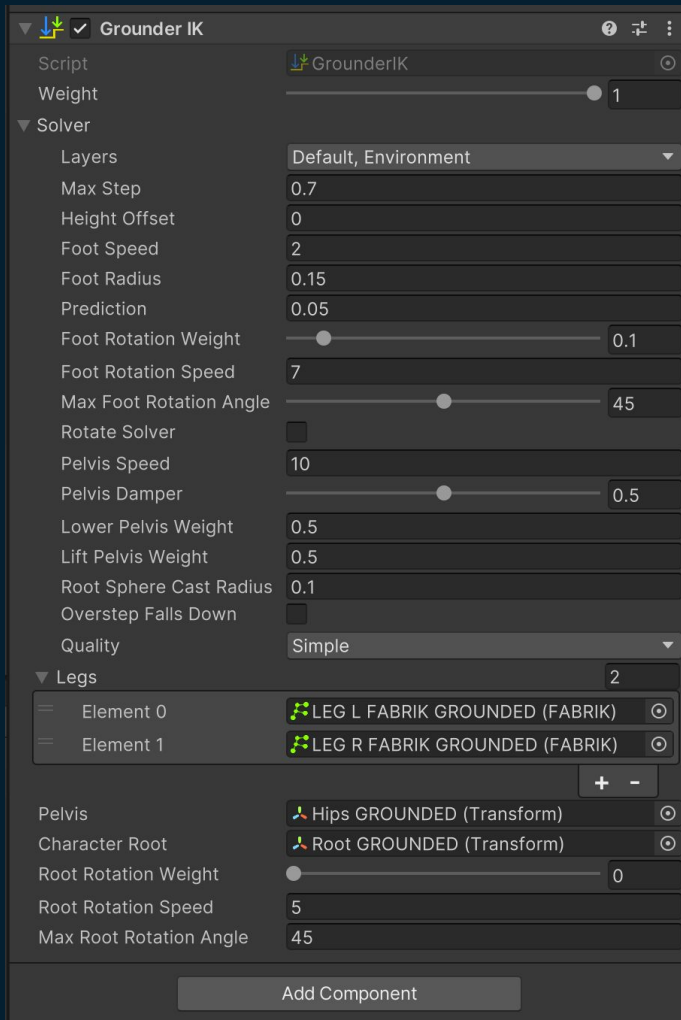 Grounder IK
Script GrounderIK
Weight 1
Solver
Layers Default, Environment
Max Step 0.7
Height Offset 0
Foot Speed 2
Foot Radius 0.15
Prediction 0.05
Foot Rotation Weight 0.1
Foot Rotation Speed 7
Max Foot Rotation Angle 45
Rotate Solver
Pelvis Speed 10
Pelvis Damper 0.5
Lower Pelvis Weight 0.5
Lift Pelvis Weight 0.5
Root Sphere Cast Radius 0.1
Overstep Falls Down
Quality Simple
Legs 2
Element 0 LEG L FABRIK GROUNDED (FABRIK)
Element 1 LEG R FABRIK GROUNDED (FABRIK)
+ -
Pelvis Hips GROUNDED (Transform)
Character Root Root GROUNDED (Transform)
Root Rotation Weight 0
Root Rotation Speed 5
Max Root Rotation Angle 45
Add Component